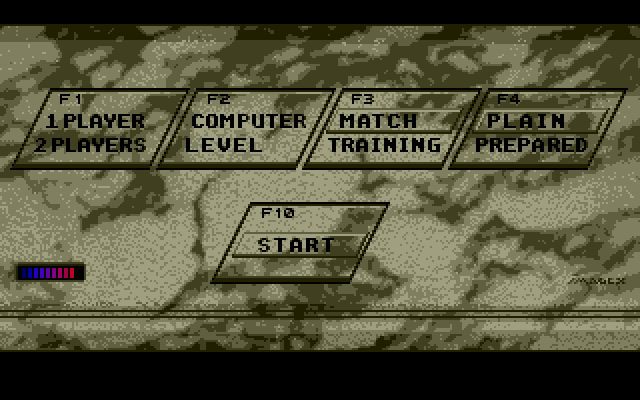 F1
1 PLAYER
2 PLAYERS
F2
COMPUTER
LEVEL
F3
MATCH
TRAINING
F4
PLAIN
PREPARED
F10
START